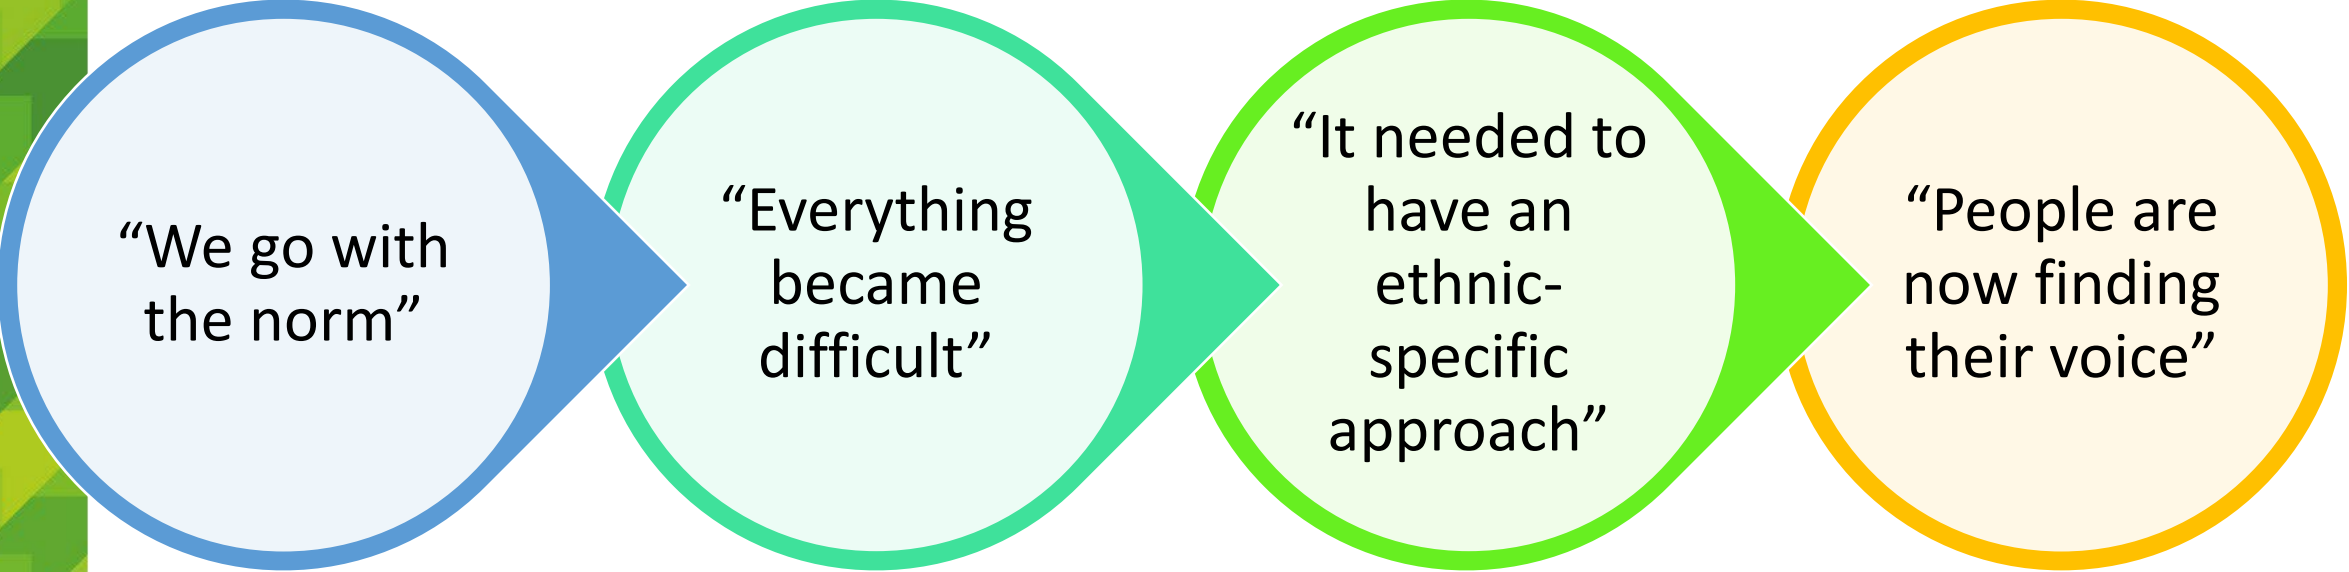 “We go with
the norm”
“Everything
became
difficult”
“It needed to
have an
ethnic-
specific
approach”
“People are
now finding
their voice”